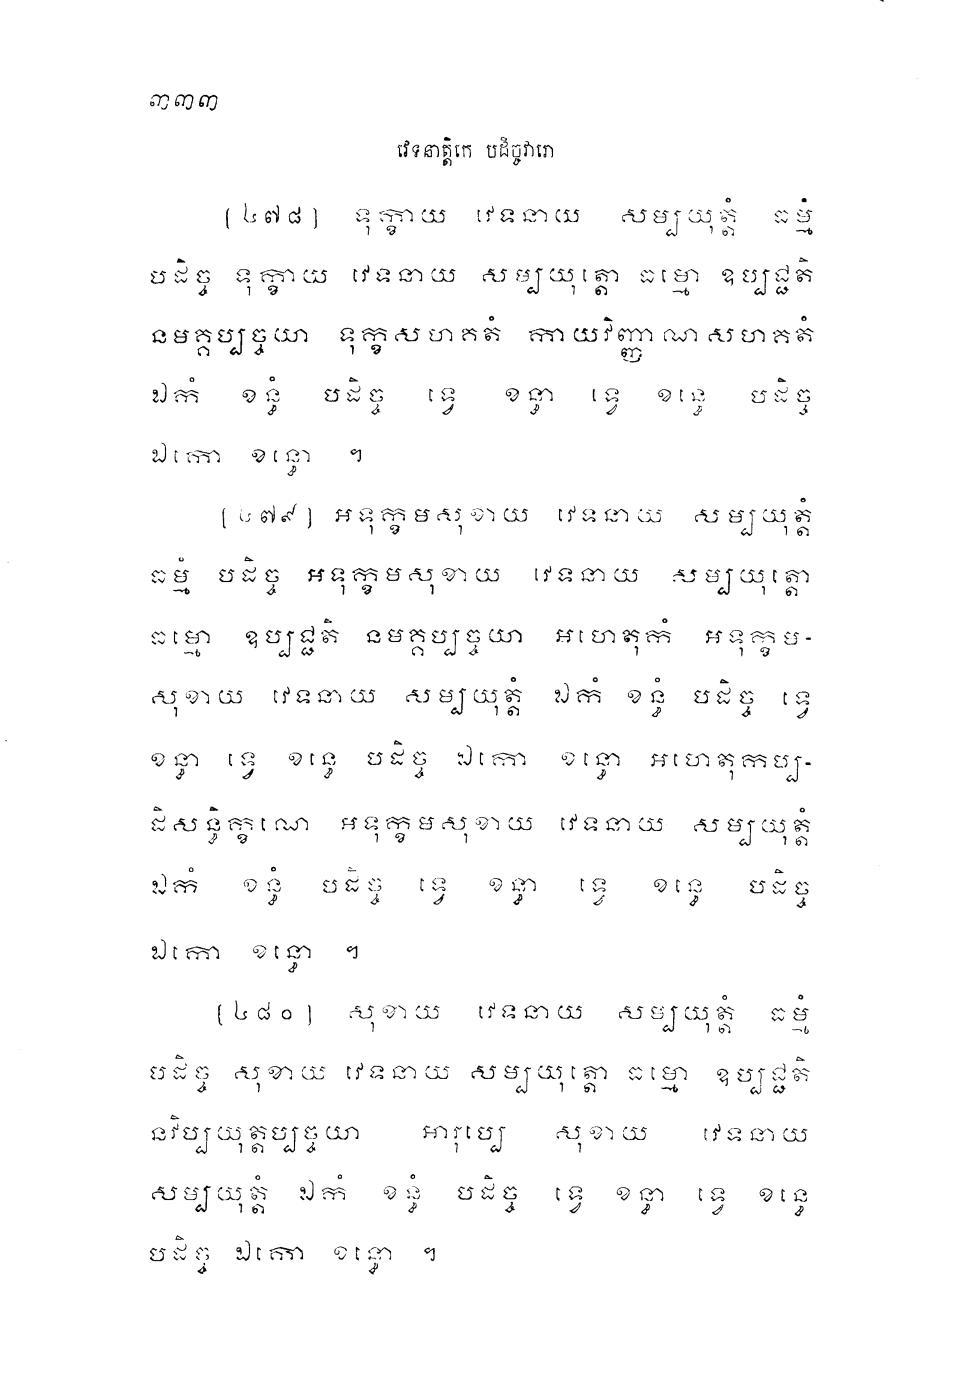 ៣៣៣
វេទនាត្តិកេ បដិច្ចវារោ
[៤៧៨] ទុក្ខាយ វេទនាយ សម្បយុត្តំ ធម្មំ
បដិច្ច ទុក្ខាយ វេទនាយ សម្បយុត្តោ ធម្មោ ឧប្បជ្ជតិ
នមគ្គប្បច្ចយា ទុក្ខសហគតំ កាយវិញ្ញាណសហគតំ
ឯកំ ខន្ធំ បដិច្ច ទ្វេ ខន្ធា ទ្វេ ខន្ធេ បដិច្ច
ឯកោ ខន្ធោ ។
[៤៧៩] អទុក្ខមសុខាយ វេទនាយ សម្បយុត្តំ
ធម្មំ បដិច្ច អទុក្ខមសុខាយ វេទនាយ សម្បយុត្តោ
ធម្មោ ឧប្បជ្ជតិ នមគ្គប្បច្ចយា អហេតុកំ អទុក្ខម-
សុខាយ វេទនាយ សម្បយុត្តំ ឯកំ ខន្ធំ បដិច្ច ទ្វេ
ខន្ធា ទ្វេ ខន្ធេ បដិច្ច ឯកោ ខន្ធោ អហេតុកប្ប-
ដិសន្ធិក្ខណេ អទុក្ខមសុខាយ វេទនាយ សម្បយុត្តំ
ឯកំ ខន្ធំ បដិច្ច ទ្វេ ខន្ធា ទ្វេ ខន្ធេ បដិច្ច
ឯកោ ខន្ធោ ។
[៤៨០] សុខាយ វេទនាយ សម្បយុត្តំ ធម្មំ
បដិច្ច សុខាយ វេទនាយ សម្បយុត្តោ ធម្មោ ឧប្បជ្ជតិ
នវិប្បយុត្តប្បច្ចយា អារុប្បេ សុខាយ វេទនាយ
សម្បយុត្តំ ឯកំ ខន្ធំ បដិច្ច ទ្វេ ខន្ធា ទ្វេ ខន្ធេ
បដិច្ច ឯកោ ខន្ធោ ។